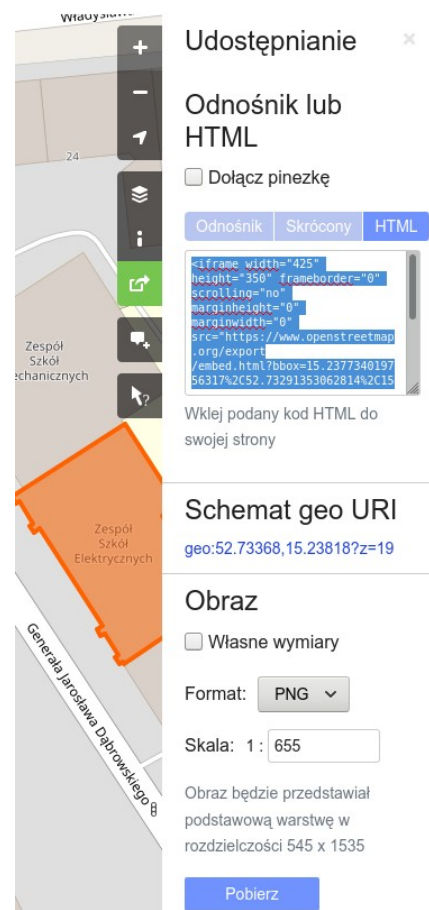 Władysława
24
Zespół
Szkół
echanicznych
Zespół
Szkół
Elektrycznych
Generała Jarosława Dąbrowskiego
Udostępnianie ×
Odnośnik lub
HTML
Dołącz pinezkę
Odnośnik Skrócony HTML
<iframe width="425"
height="350" frameborder="0"
scrolling="no"
marginheight="0"
marginwidth="0"
src="https://www.openstreetmap
.org/export
/embed.html?bbox=15.2377340197
56317%2C52.73291353062814%2C15
Wklej podany kod HTML do
swojej strony
Schemat geo URI
geo:52.73368,15.23818?z=19
Obraz
Własne wymiary
Format: PNG
Skala: 1 : 655
Obraz będzie przedstawiał
podstawową warstwę w
rozdzielczości 545 x 1535
Pobierz